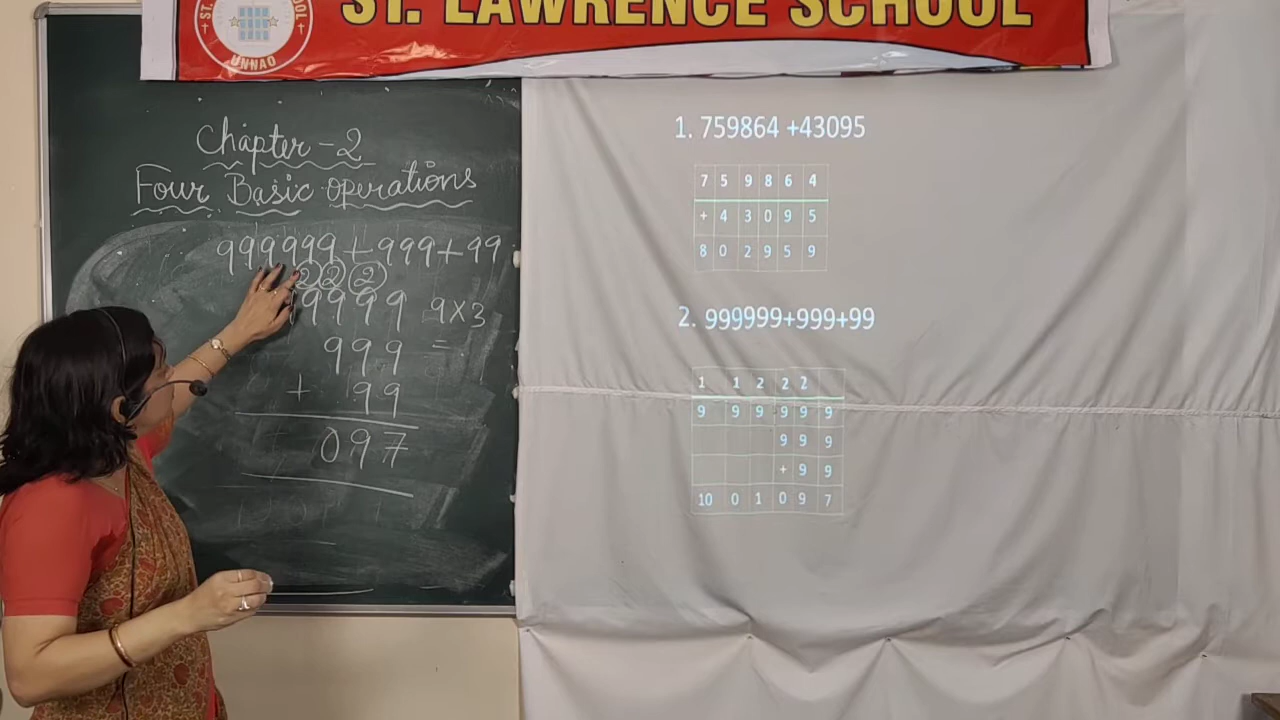 ST. LAWRENCE SCHOOL
UNNAO
Chapter - 2
Four Basic Operations
999999+999+99
2 2 2
9999 9×3
999 =
+ 99
097
1. 759864 +43095
7 5 9 8 6 4
+ 4 3 0 9 5
8 0 2 9 5 9
2. 999999+999+99
1 1 2 2 2
9 9 9 9 9 9
9 9 9
+ 9 9
10 0 1 0 9 7